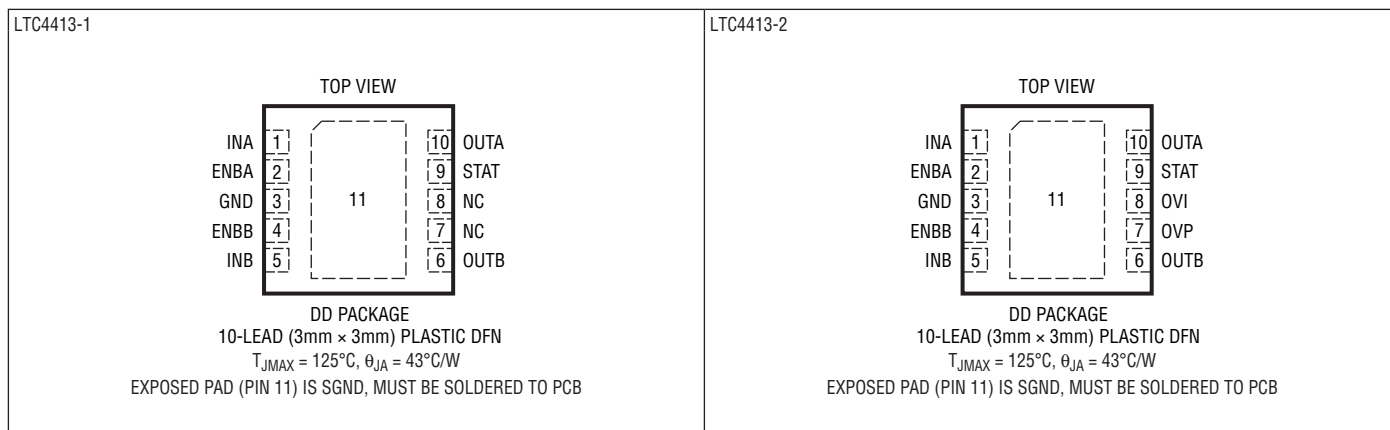 LTC4413-1
TOP VIEW
INA 1 10 OUTA
ENBA 2 9 STAT
GND 3 11 8 NC
ENBB 4 7 NC
INB 5 6 OUTB
DD PACKAGE
10-LEAD (3mm × 3mm) PLASTIC DFN
TJMAX = 125°C, θJA = 43°C/W
EXPOSED PAD (PIN 11) IS SGND, MUST BE SOLDERED TO PCB
LTC4413-2
TOP VIEW
INA 1 10 OUTA
ENBA 2 9 STAT
GND 3 11 8 OVI
ENBB 4 7 OVP
INB 5 6 OUTB
DD PACKAGE
10-LEAD (3mm × 3mm) PLASTIC DFN
TJMAX = 125°C, θJA = 43°C/W
EXPOSED PAD (PIN 11) IS SGND, MUST BE SOLDERED TO PCB